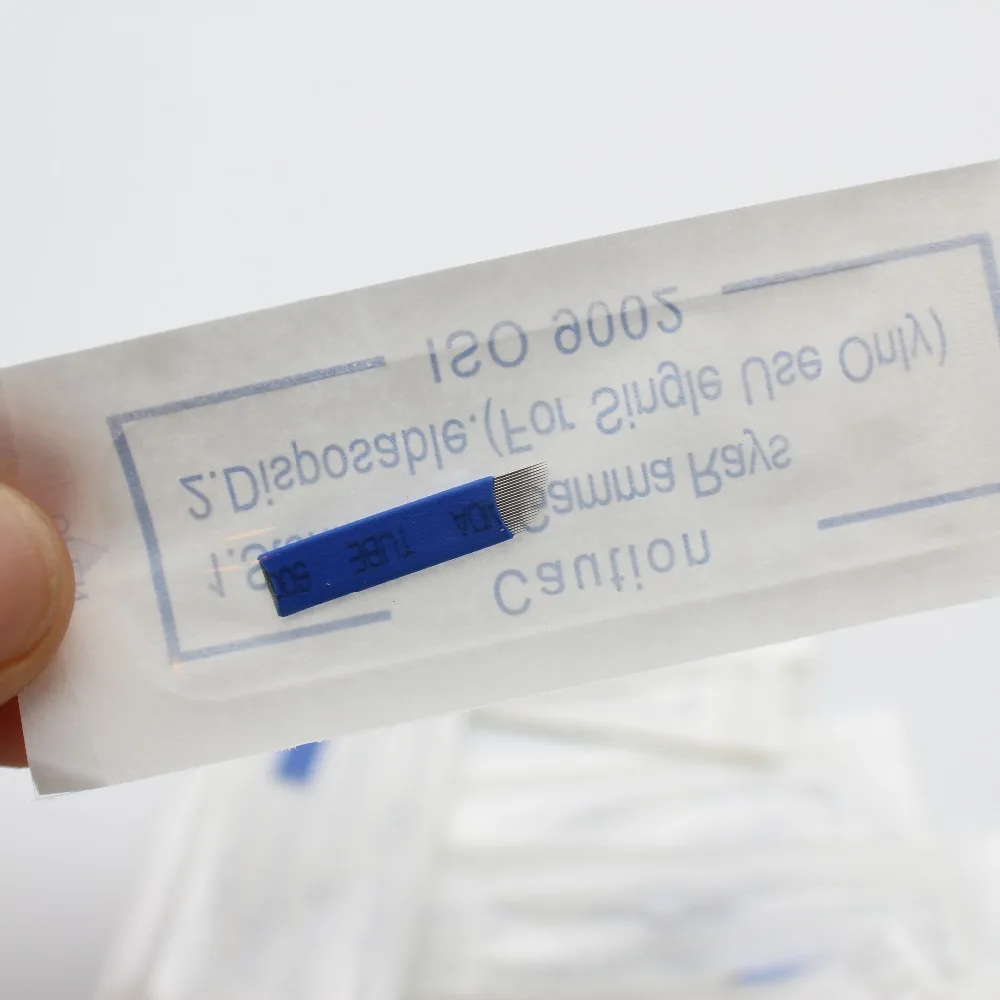 Caution
Gamma Rays
2.Disposable.(For Single Use Only)
ISO 9002